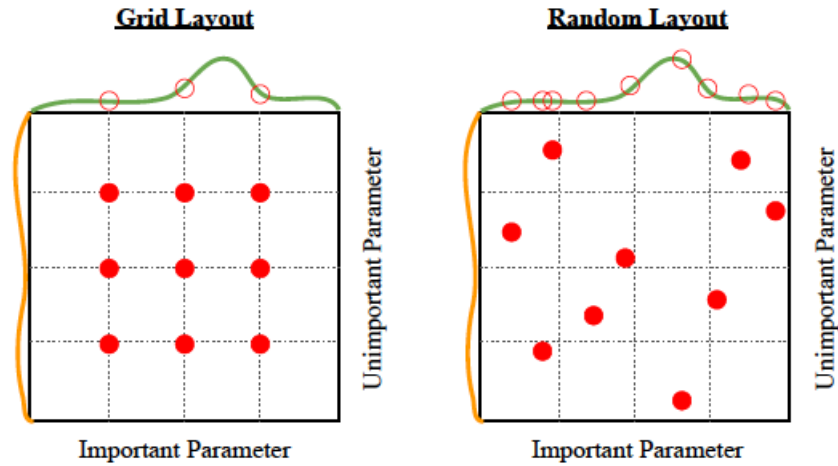 Grid Layout
Unimportant Parameter
Important Parameter
Random Layout
Unimportant Parameter
Important Parameter